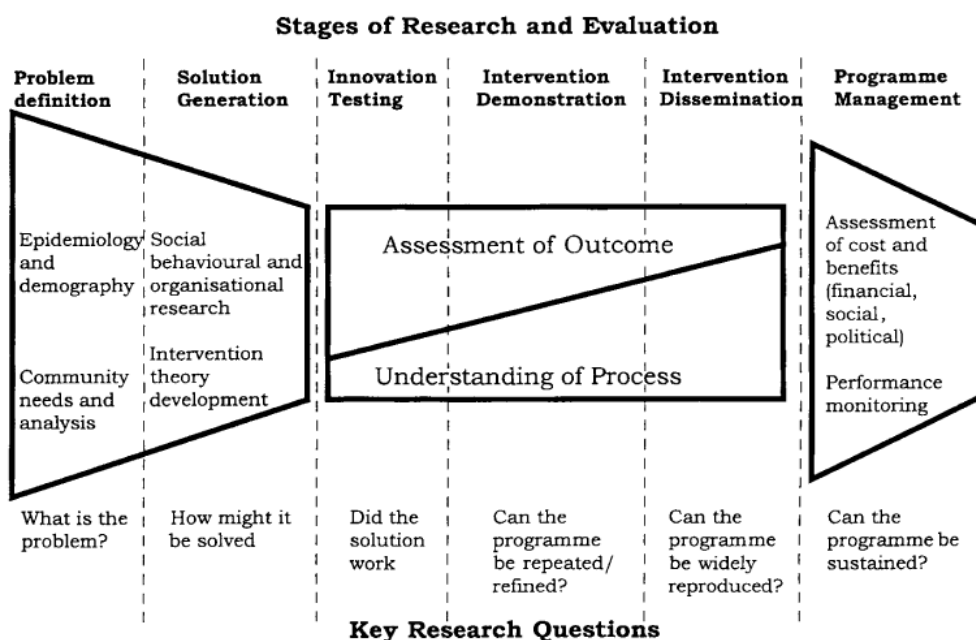 Stages of Research and Evaluation
Problem
definition
Solution
Generation
Innovation
Testing
Intervention
Demonstration
Intervention
Dissemination
Programme
Management
Epidemiology
and
demography
Community
needs and
analysis
Social
behavioural and
organisational
research
Intervention
theory
development
Assessment of Outcome
Understanding of Process
Assessment
of cost and
benefits
(financial,
social,
political)
Performance
monitoring
What is the
problem?
How might it
be solved
Did the
solution
work
Can the
programme
be repeated/
refined?
Can the
programme
be widely
reproduced?
Can the
programme be
sustained?
Key Research Questions